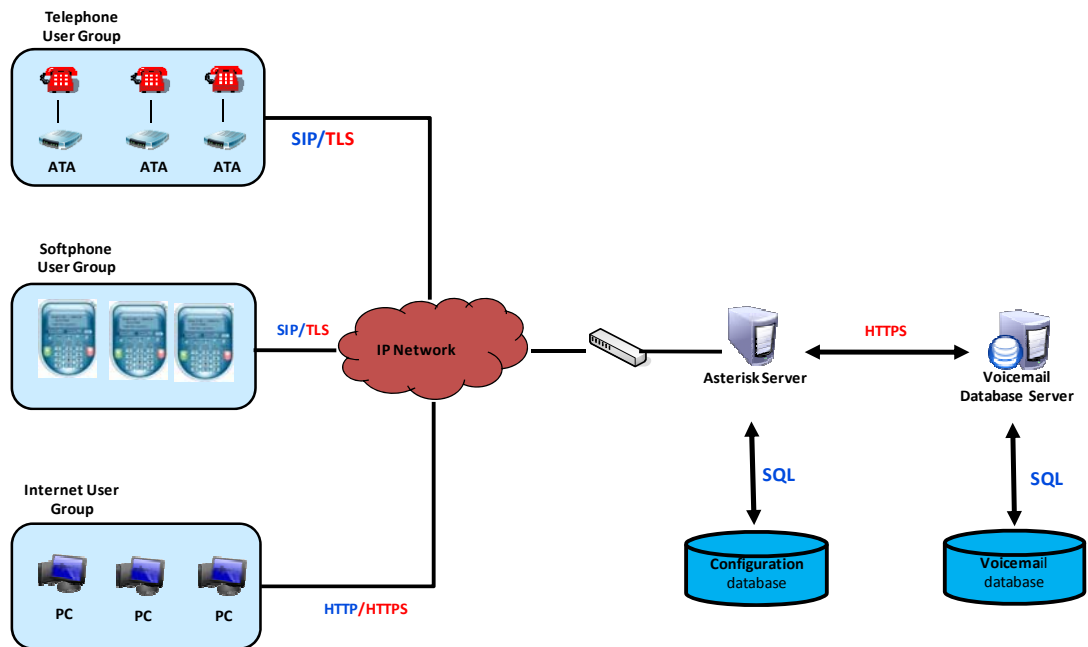 Telephone
User Group
ATA
ATA
ATA
SIP/TLS
Softphone
User Group
SIP/TLS
IP Network
HTTPS
Asterisk Server
Voicemail
Database Server
SQL
SQL
Internet User
Group
PC
PC
PC
HTTP/HTTPS
Configuration
database
Voicemail
database